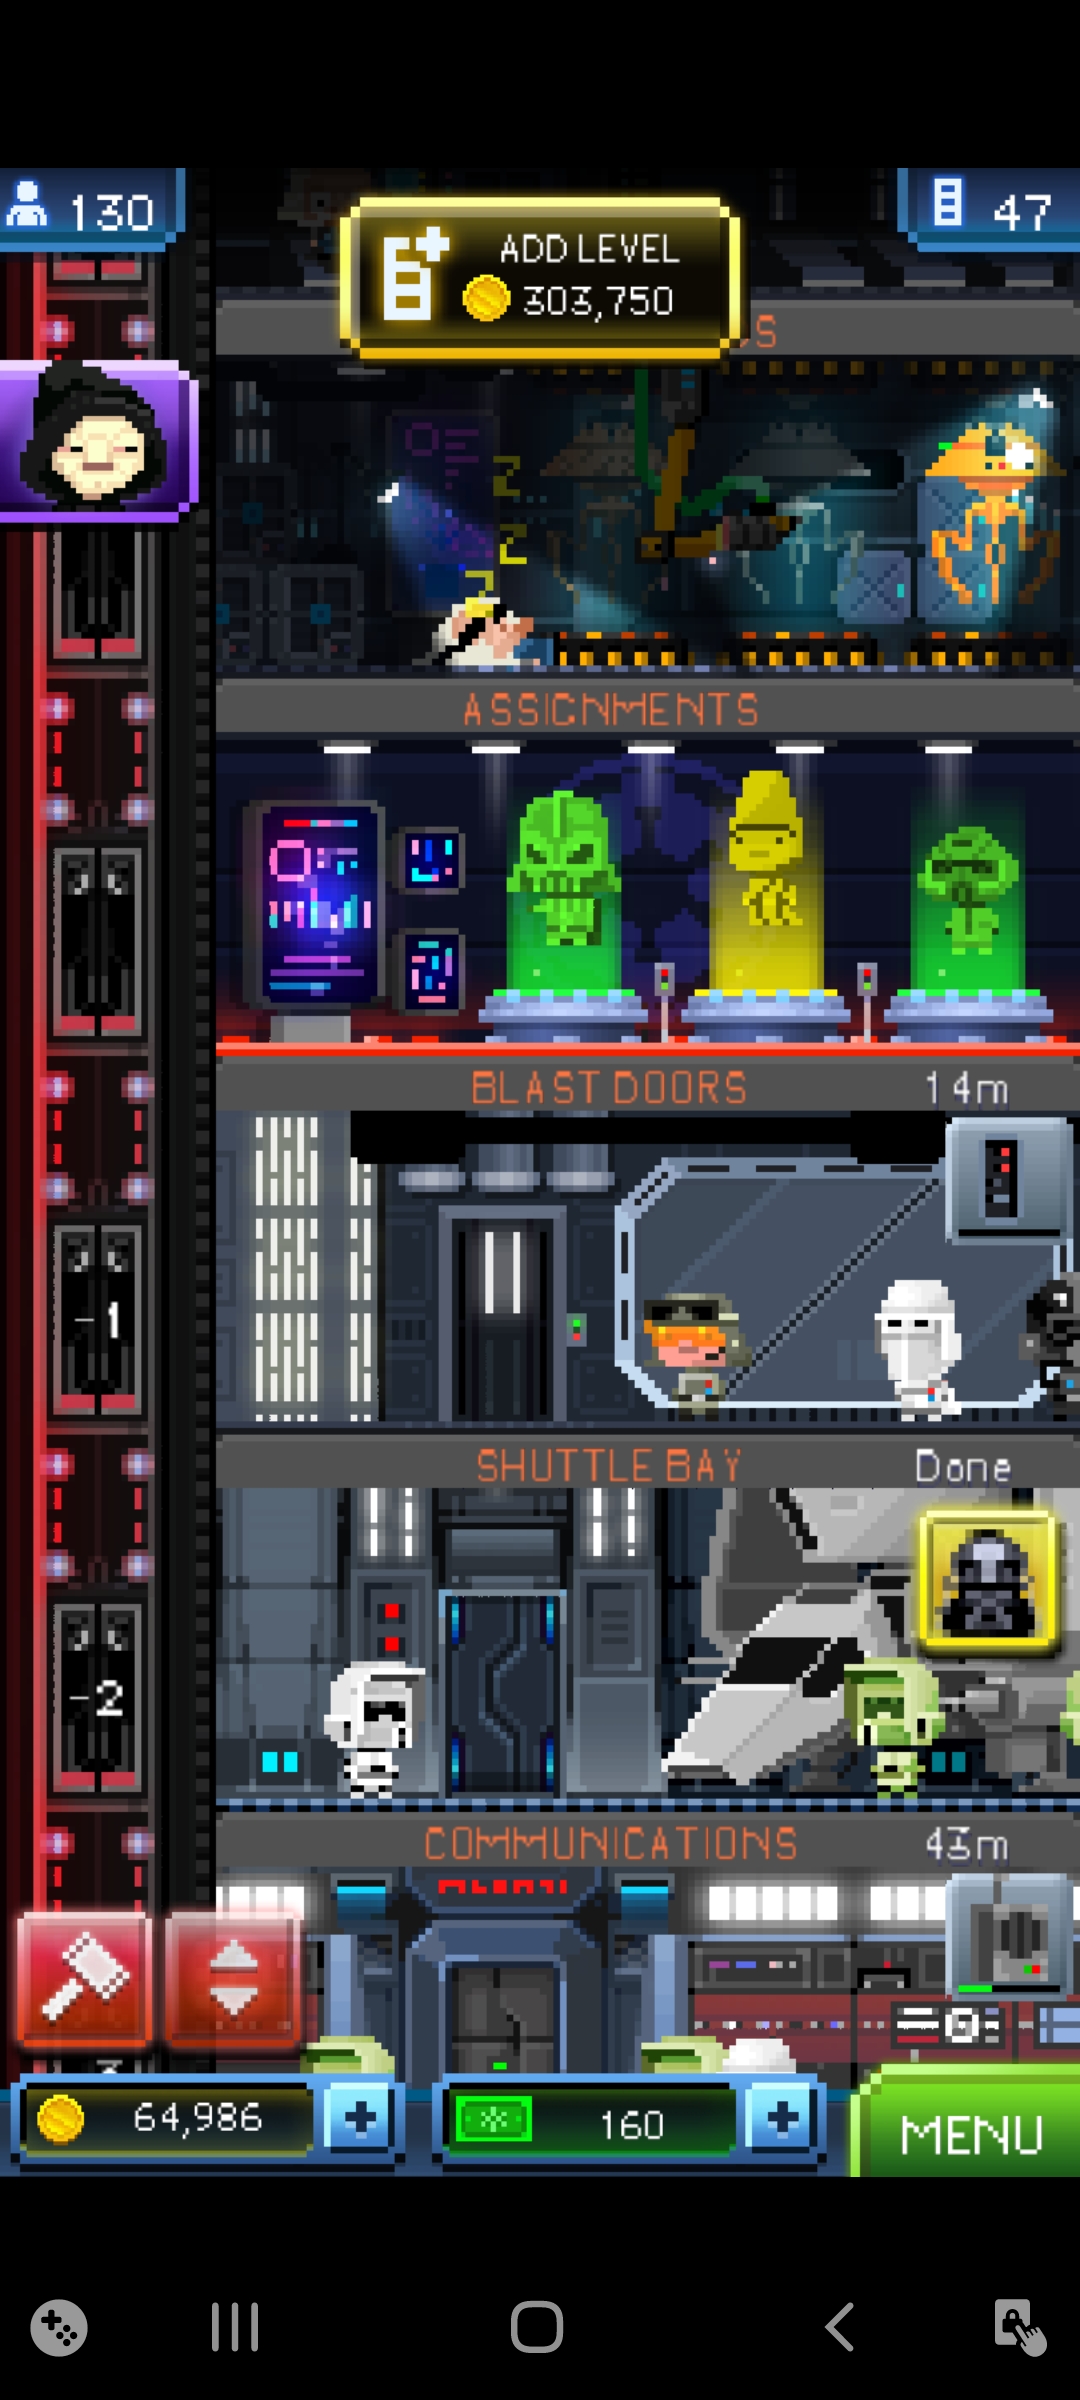 130
ADD LEVEL
303,750
47
S
Z
Z
Z
ASSIGNMENTS
BLAST DOORS 14m
-1
SHUTTLE BAY Done
-2
COMMUNICATIONS 43m
64,986
160
MENU